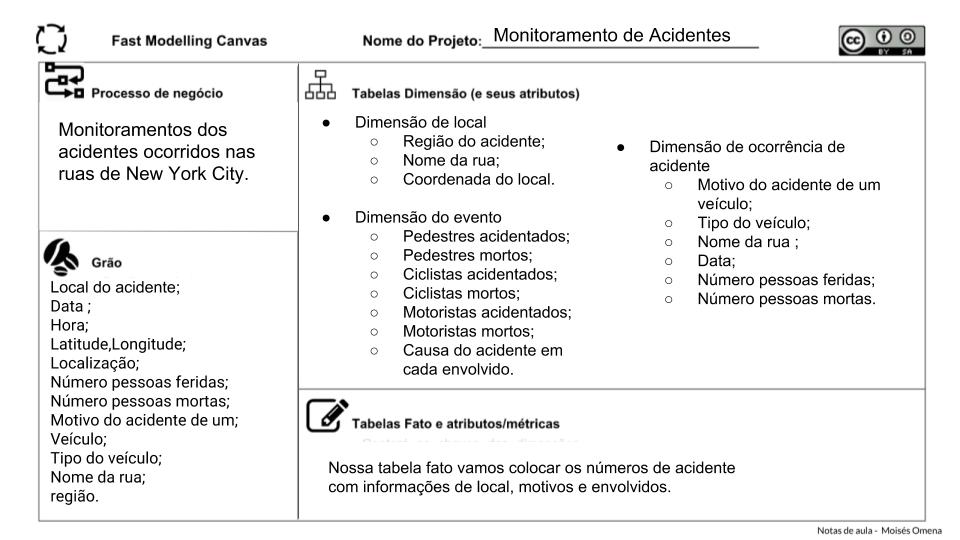 Fast Modelling Canvas
Nome do Projeto: Monitoramento de Acidentes
cc BY SA
Processo de negócio
Monitoramentos dos
acidentes ocorridos nas
ruas de New York City.
Grão
Local do acidente;
Data ;
Hora;
Latitude,Longitude;
Localização;
Número pessoas feridas;
Número pessoas mortas;
Motivo do acidente de um;
Veículo;
Tipo do veículo;
Nome da rua;
região.
Tabelas Dimensão (e seus atributos)
● Dimensão de local
○ Região do acidente;
○ Nome da rua;
○ Coordenada do local.
● Dimensão do evento
○ Pedestres acidentados;
○ Pedestres mortos;
○ Ciclistas acidentados;
○ Ciclistas mortos;
○ Motoristas acidentados;
○ Motoristas mortos;
○ Causa do acidente em
cada envolvido.
● Dimensão de ocorrência de
acidente
○ Motivo do acidente de um
veículo;
○ Tipo do veículo;
○ Nome da rua ;
○ Data;
○ Número pessoas feridas;
○ Número pessoas mortas.
Tabelas Fato e atributos/métricas
Nossa tabela fato vamos colocar os números de acidente
com informações de local, motivos e envolvidos.
Notas de aula - Moisés Omena